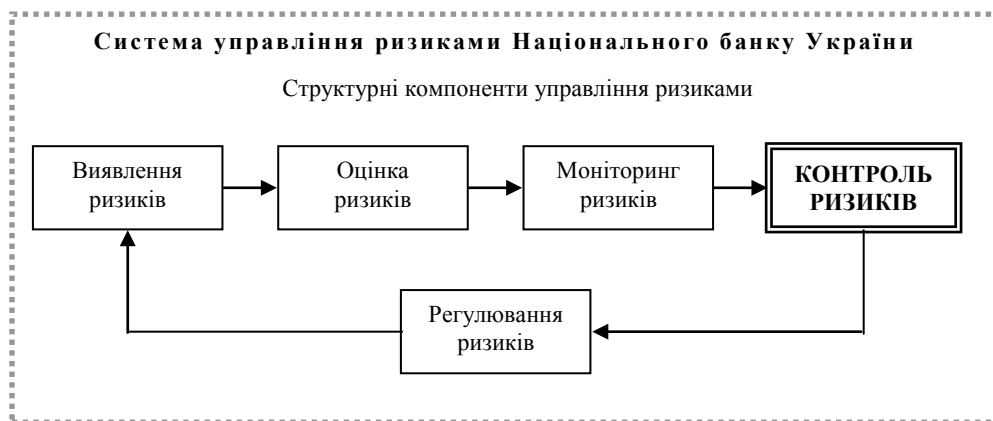 Система управління ризиками Національного банку України
Структурні компоненти управління ризиками
Виявлення
ризиків
Оцінка
ризиків
Моніторинг
ризиків
КОНТРОЛЬ
РИЗИКІВ
Регулювання
ризиків